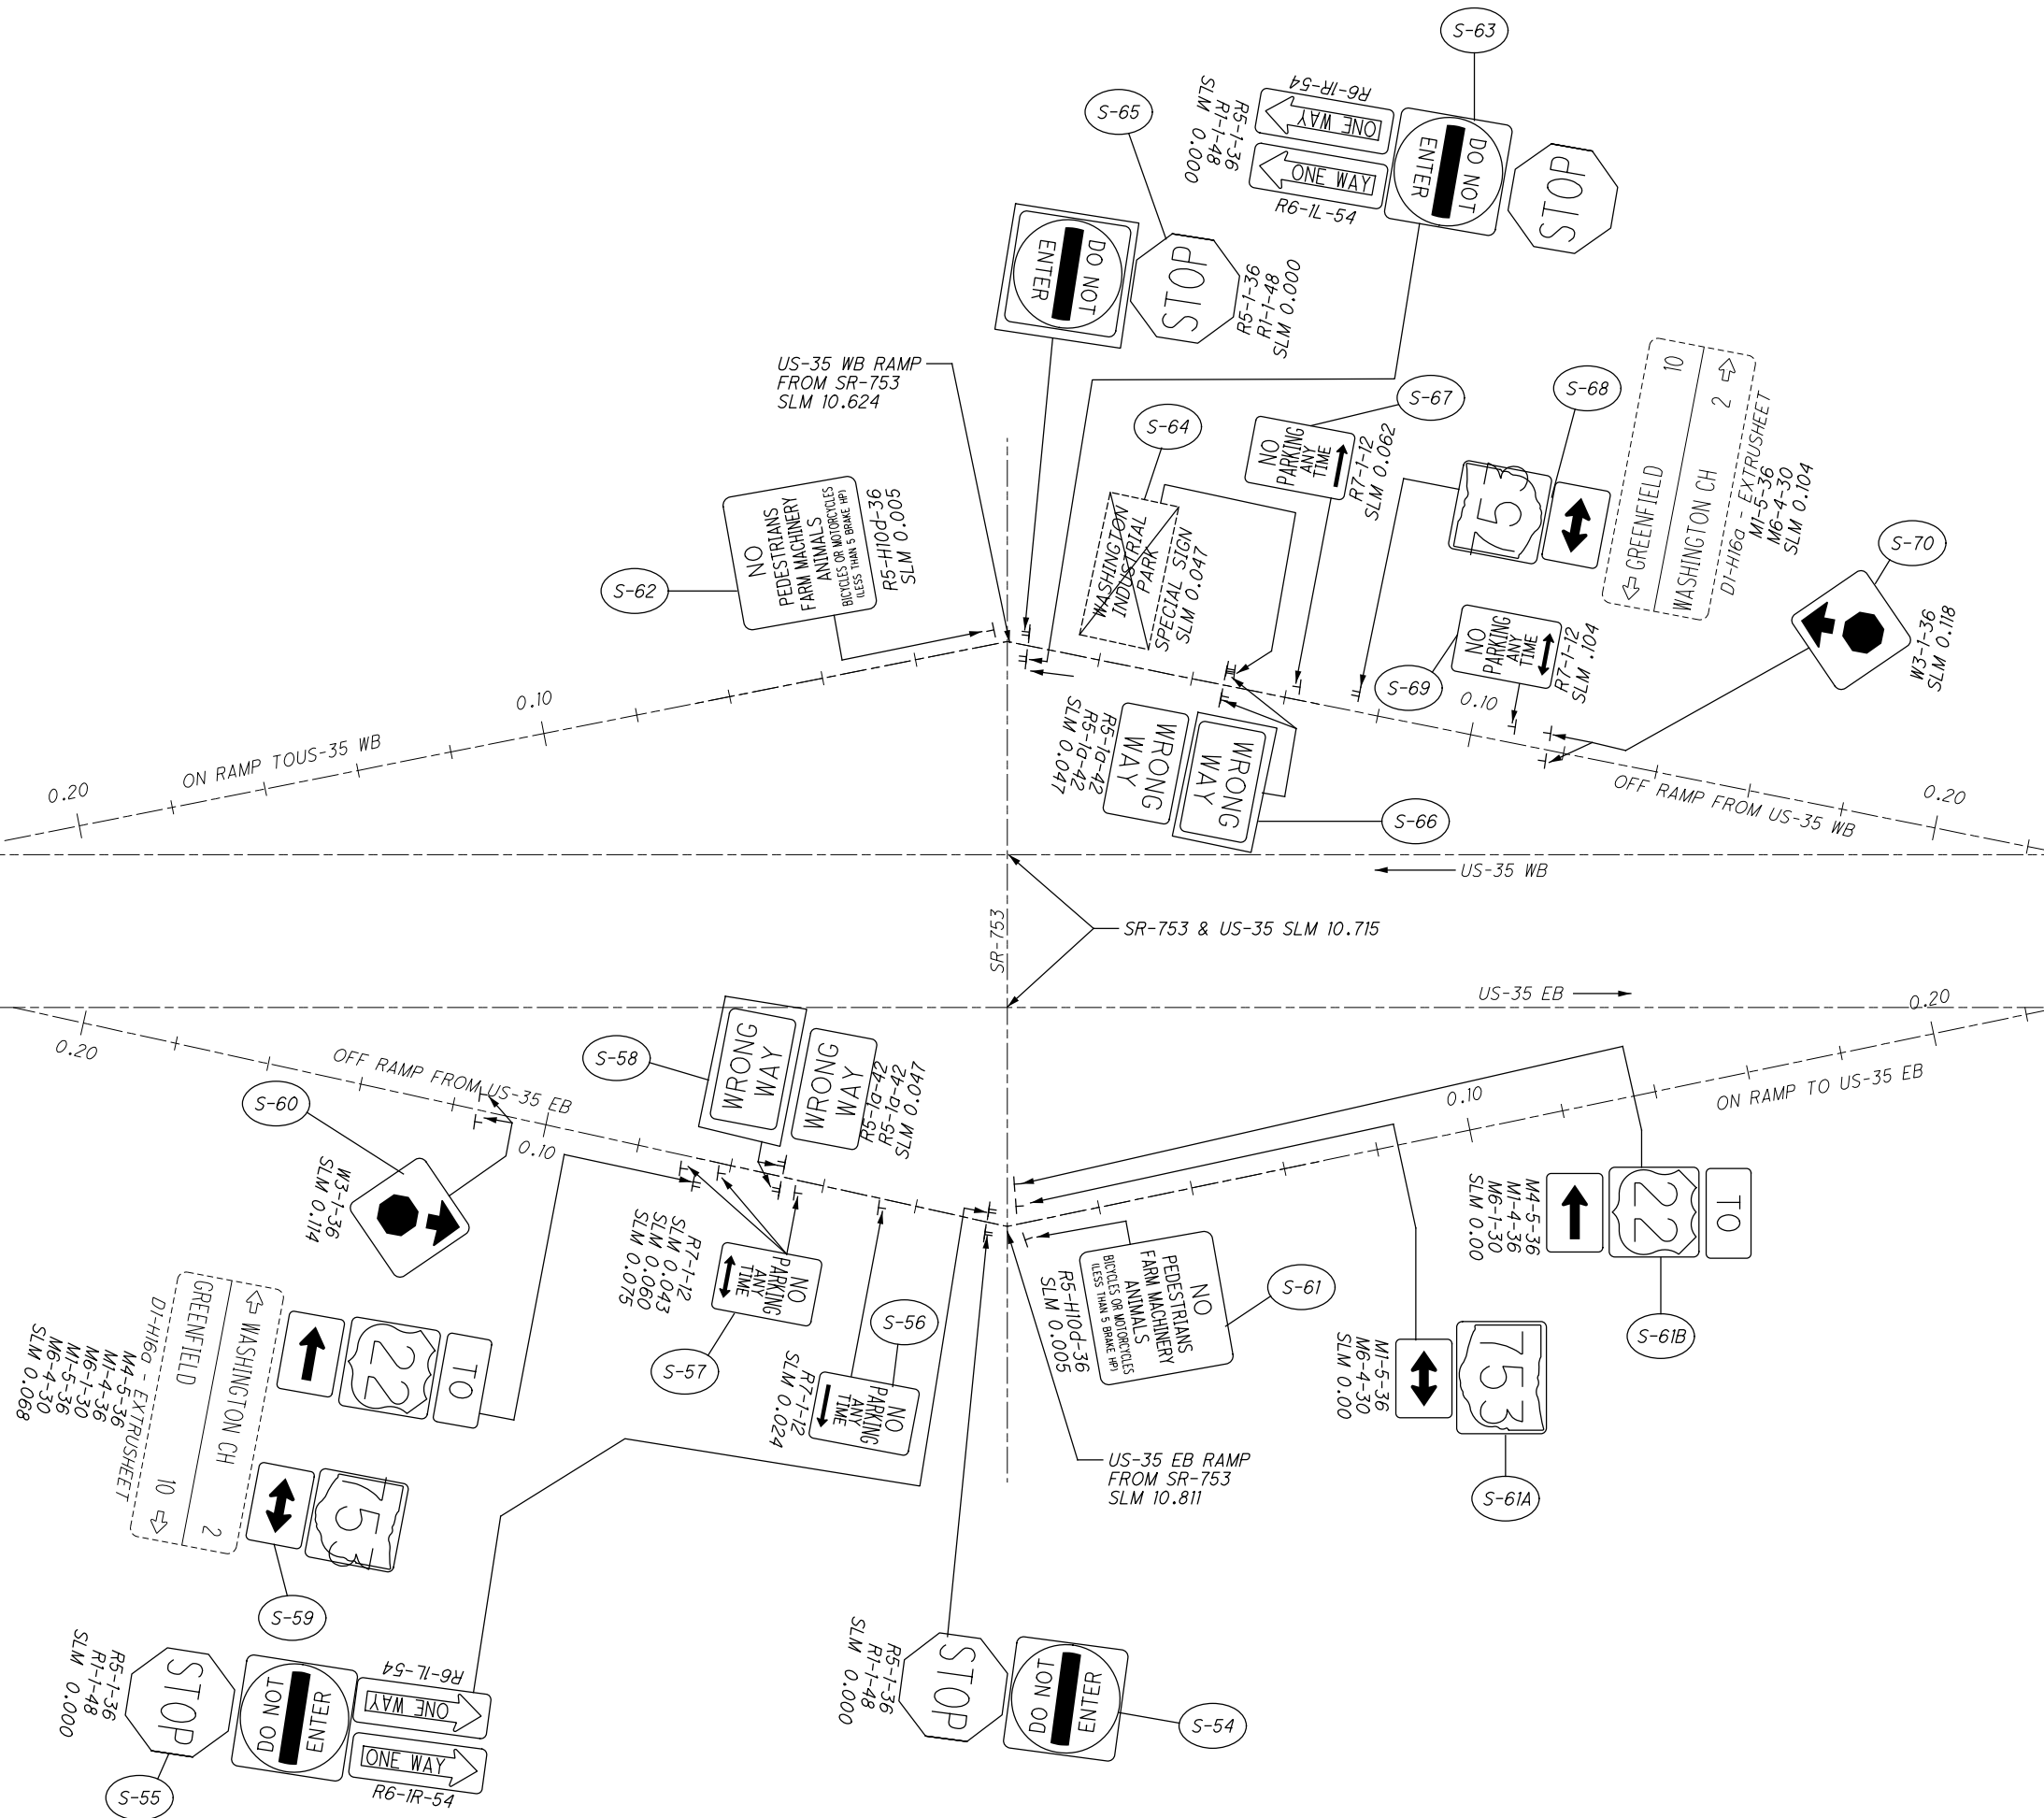 S-63
R6-1R-54
ONE WAY
ONE WAY
R6-1L-54
R5-1-36
R1-1-48
SLM 0.000
DO NOT
ENTER
STOP
S-65
DO NOT
ENTER
STOP
R5-1-36
R1-1-48
SLM 0.000
US-35 WB RAMP
FROM SR-753
SLM 10.624
S-62
NO
PEDESTRIANS
FARM MACHINERY
ANIMALS
BICYCLES OR MOTORCYCLES
(LESS THAN 5 BRAKE HP)
R5-H10d-36
SLM 0.005
S-64
WASHINGTON
INDUSTRIAL
PARK
SPECIAL SIGN
SLM 0.047
S-67
NO
PARKING
ANY
TIME
R7-1-12
SLM 0.062
S-68
753
GREENFIELD 10
WASHINGTON CH 2
D1-H16a - EXTRUSHEET
M1-5-36
M6-4-30
SLM 0.104
S-70
W3-1-36
SLM 0.118
S-69
NO
PARKING
ANY
TIME
R7-1-12
SLM .104
WRONG
WAY
WRONG
WAY
R5-1a-42
R5-1a-42
SLM 0.047
S-66
0.20
ON RAMP TOUS-35 WB
0.10
0.10
OFF RAMP FROM US-35 WB
0.20
US-35 WB
SR-753
SR-753 & US-35 SLM 10.715
US-35 EB
0.20
OFF RAMP FROM US-35 EB
0.10
0.10
ON RAMP TO US-35 EB
0.20
S-58
WRONG
WAY
WRONG
WAY
R5-1a-42
R5-1a-42
SLM 0.047
S-60
W3-1-36
SLM 0.114
S-57
NO
PARKING
ANY
TIME
R7-1-12
SLM 0.043
SLM 0.060
SLM 0.075
S-56
NO
PARKING
ANY
TIME
R7-1-12
SLM 0.024
S-61
NO
PEDESTRIANS
FARM MACHINERY
ANIMALS
BICYCLES OR MOTORCYCLES
(LESS THAN 5 BRAKE HP)
R5-H10d-36
SLM 0.005
US-35 EB RAMP
FROM SR-753
SLM 10.811
TO
22
M4-5-36
M1-4-36
M6-1-30
SLM 0.00
S-61B
753
M1-5-36
M6-4-30
SLM 0.00
S-61A
WASHINGTON CH 2
GREENFIELD 10
D1-H16a - EXTRUSHEET
M4-5-36
M1-4-36
M6-1-30
M1-5-36
M6-4-30
SLM 0.068
TO
22
753
S-59
STOP
DO NOT
ENTER
R6-1L-54
ONE WAY
ONE WAY
R6-1R-54
R5-1-36
R1-1-48
SLM 0.000
S-55
STOP
DO NOT
ENTER
R5-1-36
R1-1-48
SLM 0.000
S-54